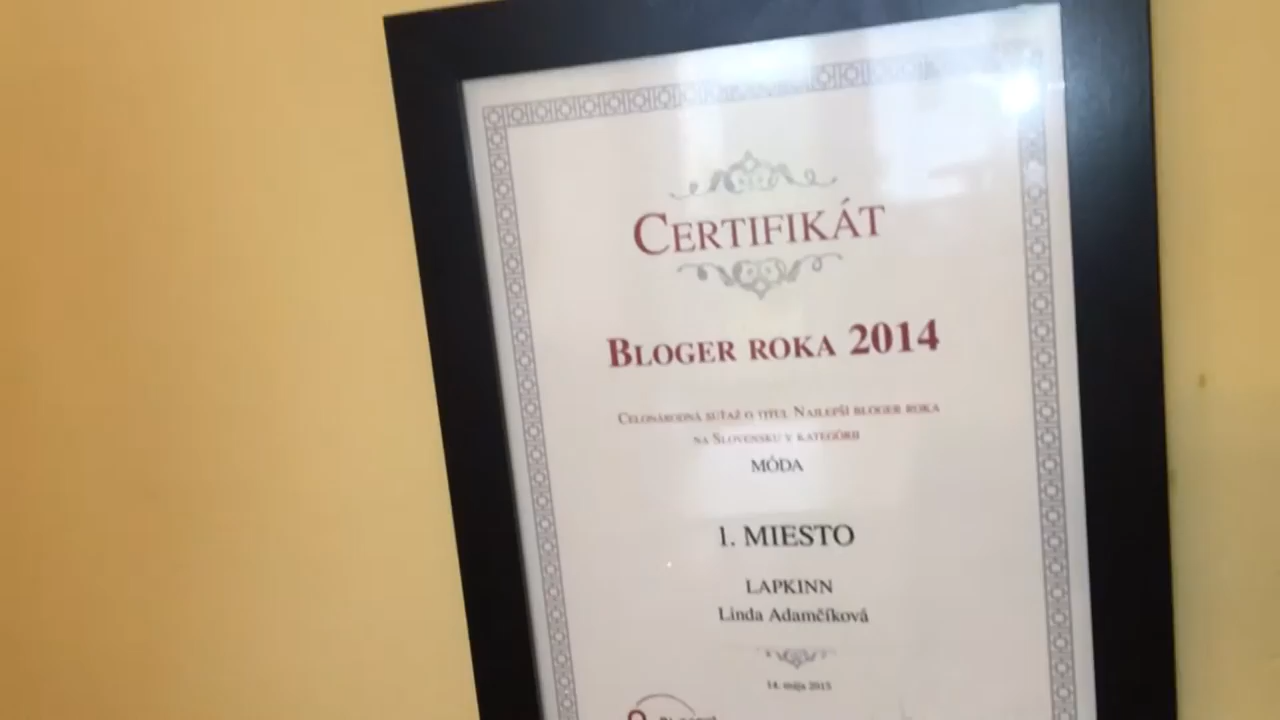 CERTIFIKÁT
BLOGER ROKA 2014
CELONÁRODNÁ SÚŤAŽ O TITUL NAJLEPŠÍ BLOGER ROKA
NA SLOVENSKU V KATEGÓRII
MÓDA
1. MIESTO
LAPKINN
Linda Adamčíková
14. mája 2015